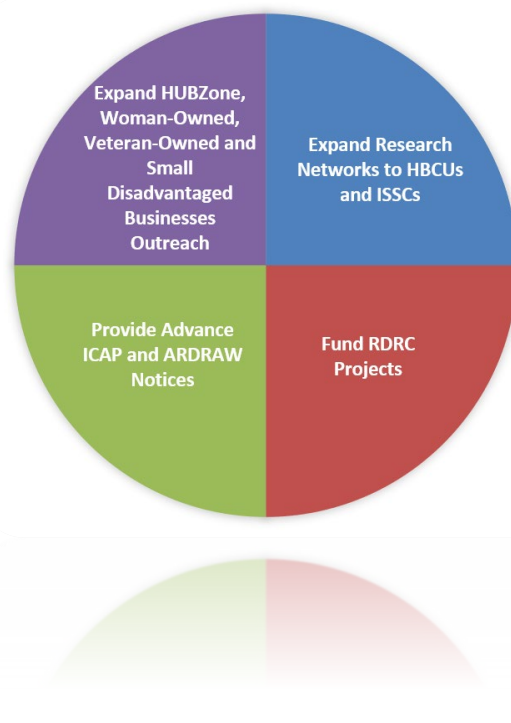 Expand HUBZone,
Woman-Owned,
Veteran-Owned and
Small
Disadvantaged
Businesses
Outreach
Expand Research
Networks to HBCUs
and ISSCs
Provide Advance
ICAP and ARDRAW
Notices
Fund RDRC
Projects